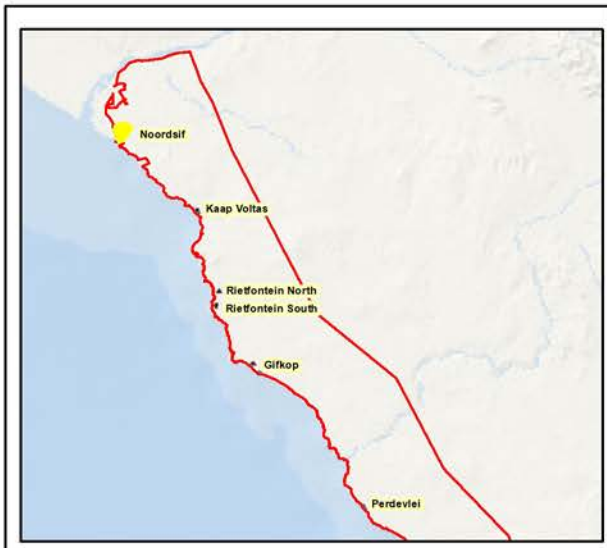 Noordsif
Kaap Voltas
Rietfontein North
Rietfontein South
Gifkop
Perdevlei